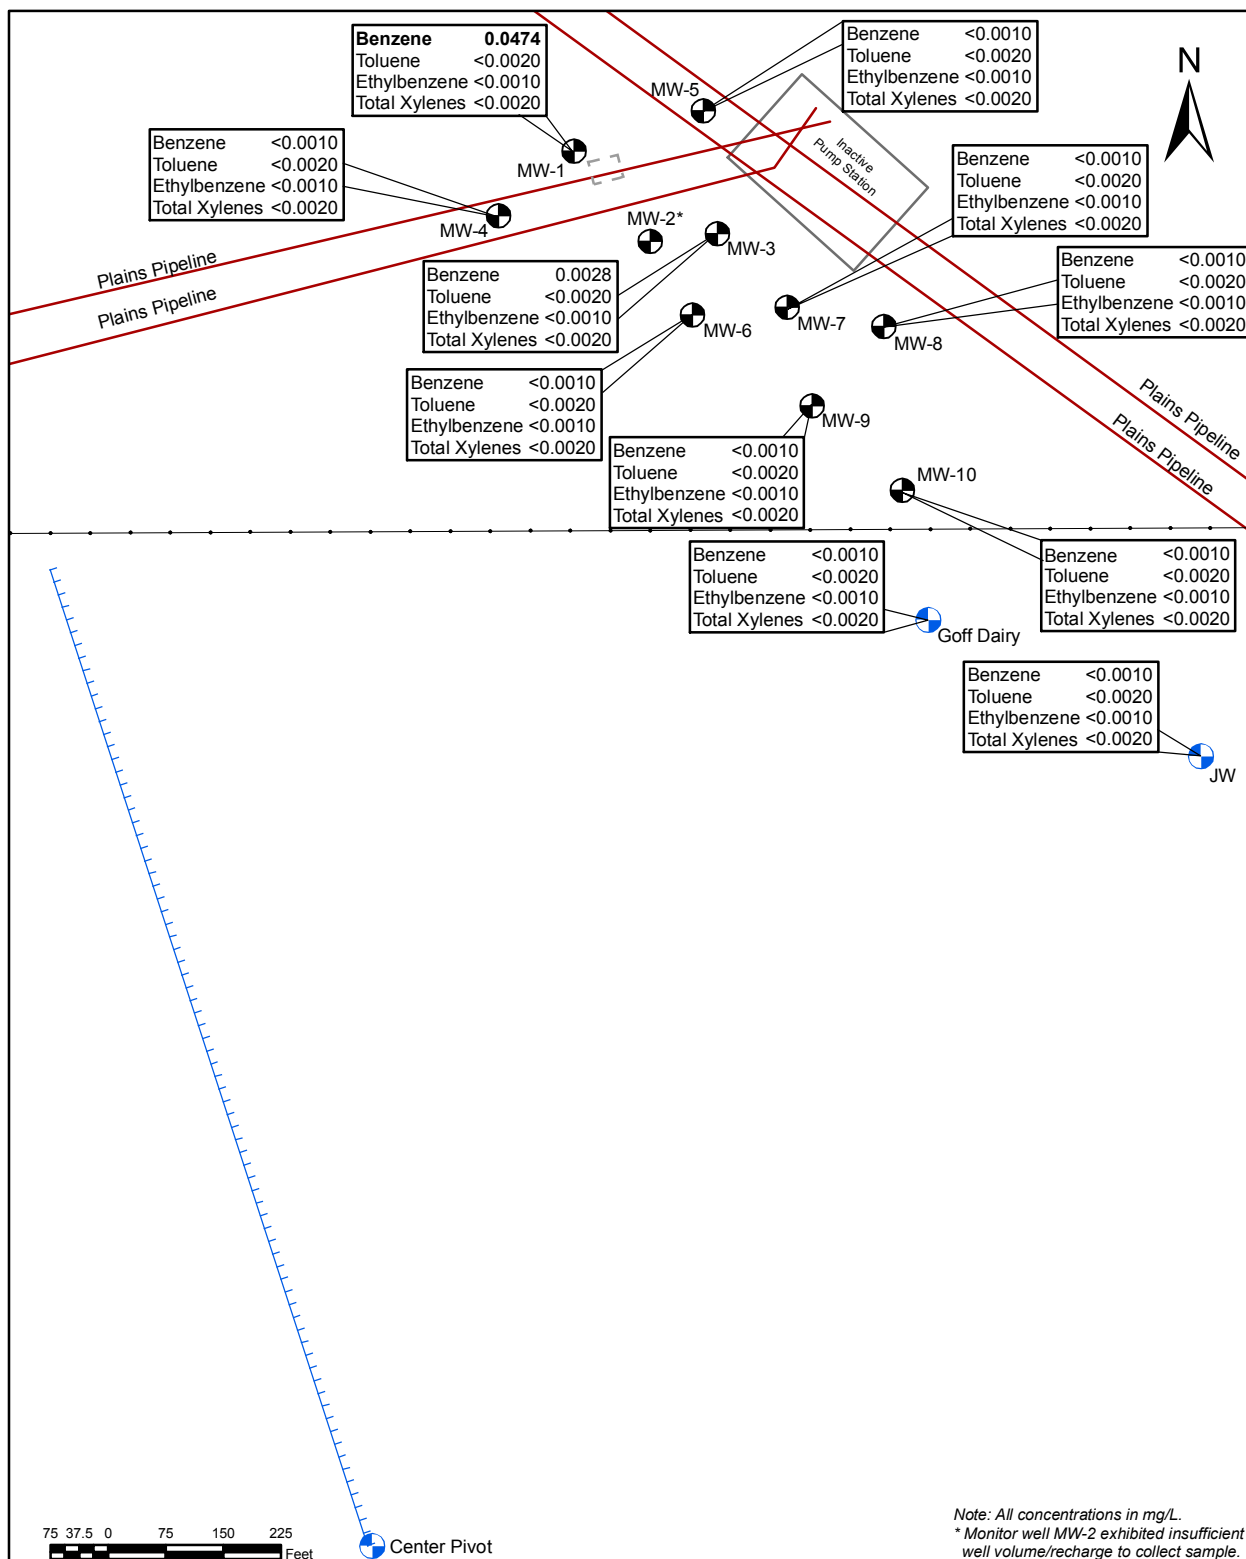 Benzene 0.0474
Toluene <0.0020
Ethylbenzene <0.0010
Total Xylenes <0.0020
Benzene <0.0010
Toluene <0.0020
Ethylbenzene <0.0010
Total Xylenes <0.0020
N
MW-5
Benzene <0.0010
Toluene <0.0020
Ethylbenzene <0.0010
Total Xylenes <0.0020
MW-1
Inactive
Pump Station
Benzene <0.0010
Toluene <0.0020
Ethylbenzene <0.0010
Total Xylenes <0.0020
MW-4
MW-2*
MW-3
Plains Pipeline
Plains Pipeline
Benzene 0.0028
Toluene <0.0020
Ethylbenzene <0.0010
Total Xylenes <0.0020
Benzene <0.0010
Toluene <0.0020
Ethylbenzene <0.0010
Total Xylenes <0.0020
MW-6
MW-7
MW-8
Benzene <0.0010
Toluene <0.0020
Ethylbenzene <0.0010
Total Xylenes <0.0020
Plains Pipeline
Plains Pipeline
MW-9
Benzene <0.0010
Toluene <0.0020
Ethylbenzene <0.0010
Total Xylenes <0.0020
MW-10
Benzene <0.0010
Toluene <0.0020
Ethylbenzene <0.0010
Total Xylenes <0.0020
Benzene <0.0010
Toluene <0.0020
Ethylbenzene <0.0010
Total Xylenes <0.0020
Goff Dairy
Benzene <0.0010
Toluene <0.0020
Ethylbenzene <0.0010
Total Xylenes <0.0020
JW
75 37.5 0 75 150 225
Feet
Center Pivot
Note: All concentrations in mg/L.
* Monitor well MW-2 exhibited insufficient
well volume/recharge to collect sample.